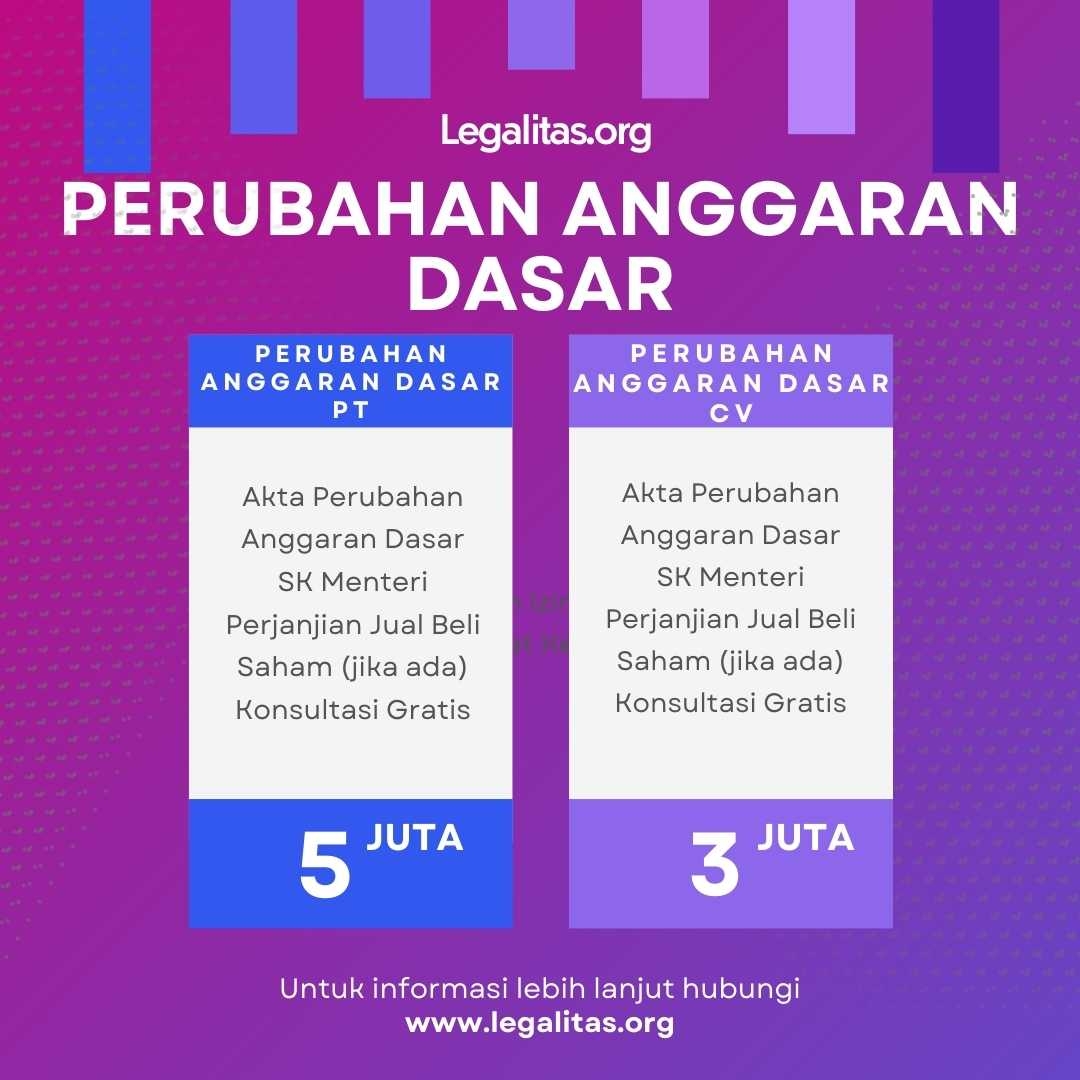 Legalitas.org
PERUBAHAN ANGGARAN
DASAR
PERUBAHAN
ANGGARAN DASAR
PT
Akta Perubahan
Anggaran Dasar
SK Menteri
Perjanjian Jual Beli
Saham (jika ada)
Konsultasi Gratis
5 JUTA
PERUBAHAN
ANGGARAN DASAR
CV
Akta Perubahan
Anggaran Dasar
SK Menteri
Perjanjian Jual Beli
Saham (jika ada)
Konsultasi Gratis
3 JUTA
Untuk informasi lebih lanjut hubungi
www.legalitas.org